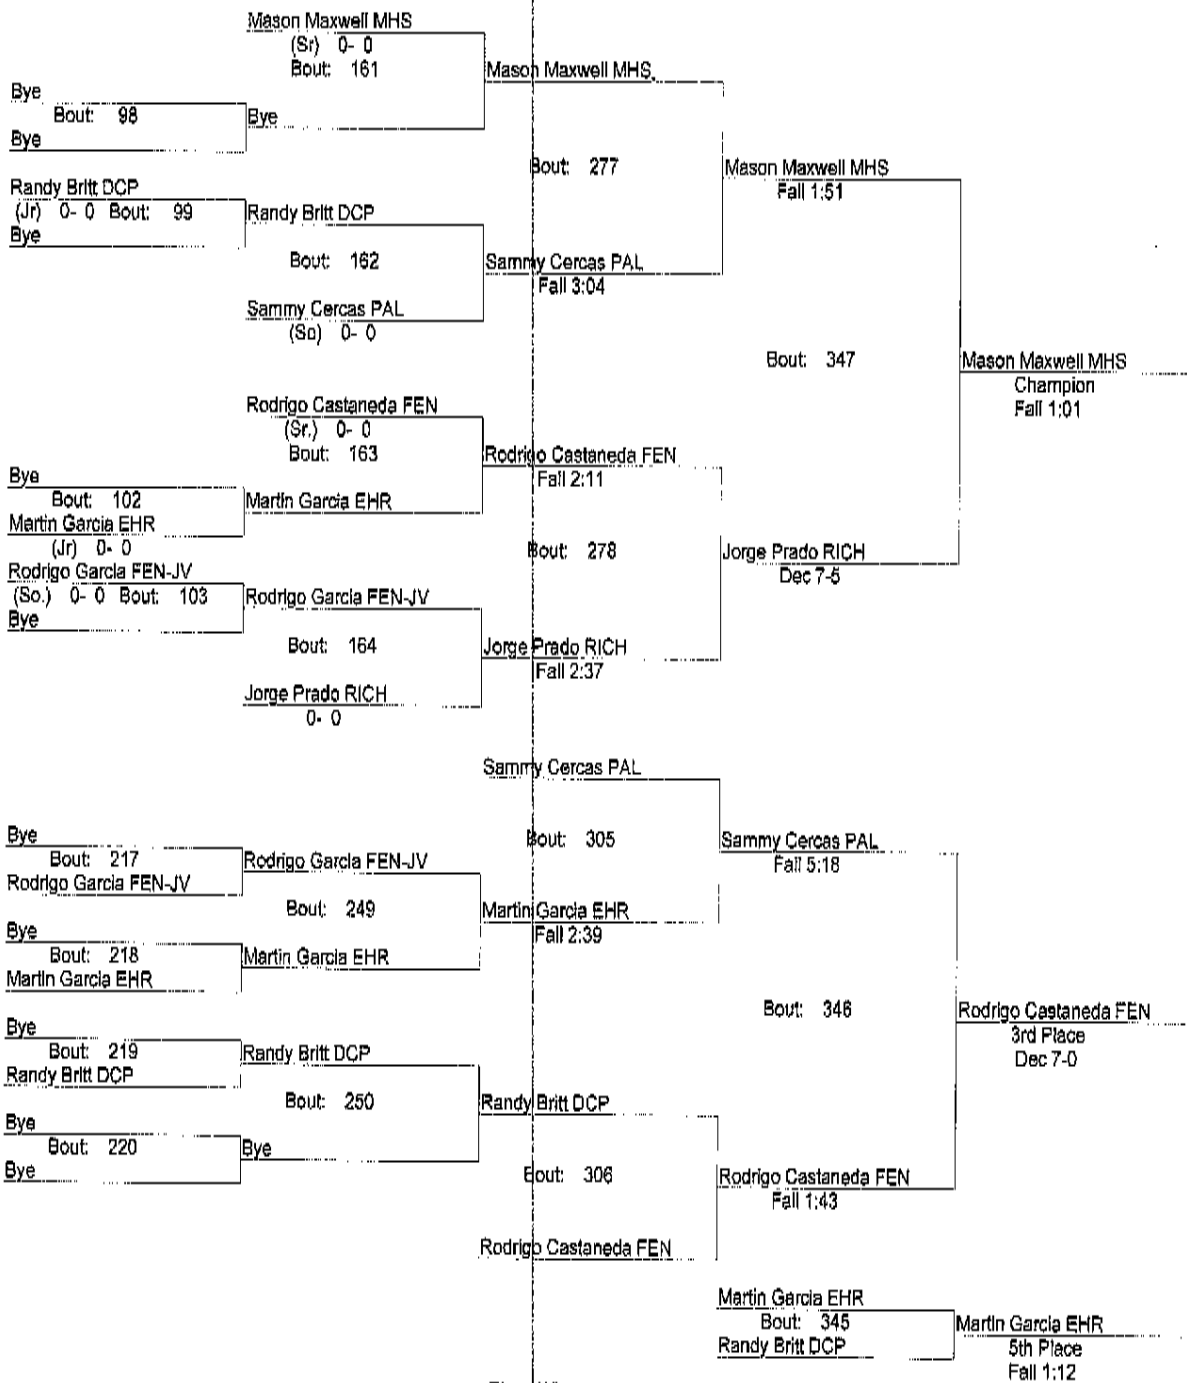 Mason Maxwell MHS
(Sr) 0- 0
Bout: 161
Mason Maxwell MHS
Bye
Bout: 98
Bye
Bye
Bout: 277
Mason Maxwell MHS
Fall 1:51
Randy Britt DCP
(Jr) 0- 0 Bout: 99
Randy Britt DCP
Bye
Bout: 162
Sammy Cercas PAL
Fall 3:04
Sammy Cercas PAL
(So) 0- 0
Bout: 347
Mason Maxwell MHS
Champion
Fall 1:01
Rodrigo Castaneda FEN
(Sr.) 0- 0
Bout: 163
Rodrigo Castaneda FEN
Fall 2:11
Bye
Bout: 102
Martin Garcia EHR
Martin Garcia EHR
(Jr) 0- 0
Bout: 278
Jorge Prado RICH
Dec 7-5
Rodrigo Garcia FEN-JV
(So.) 0- 0 Bout: 103
Rodrigo Garcia FEN-JV
Bye
Bout: 164
Jorge Prado RICH
Fall 2:37
Jorge Prado RICH
0- 0
Sammy Cercas PAL
Bye
Bout: 217
Rodrigo Garcia FEN-JV
Rodrigo Garcia FEN-JV
Bout: 305
Sammy Cercas PAL
Fall 5:18
Bout: 249
Martin Garcia EHR
Fall 2:39
Bye
Bout: 218
Martin Garcia EHR
Martin Garcia EHR
Bout: 346
Rodrigo Castaneda FEN
3rd Place
Dec 7-0
Bye
Bout: 219
Randy Britt DCP
Randy Britt DCP
Bout: 250
Randy Britt DCP
Bye
Bout: 220
Bye
Bye
Bout: 306
Rodrigo Castaneda FEN
Fall 1:43
Rodrigo Castaneda FEN
Martin Garcia EHR
Bout: 345
Randy Britt DCP
Martin Garcia EHR
5th Place
Fall 1:12